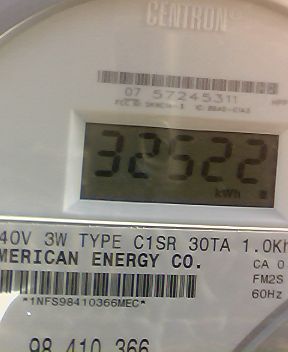 CENTRON®
07 57245311
32522
kWh
40V 3W TYPE C1SR 30TA 1.0Kh
MERICAN ENERGY CO.
CA 0
FM2S
60Hz
*1NFS98410366MEC*
98 410 366